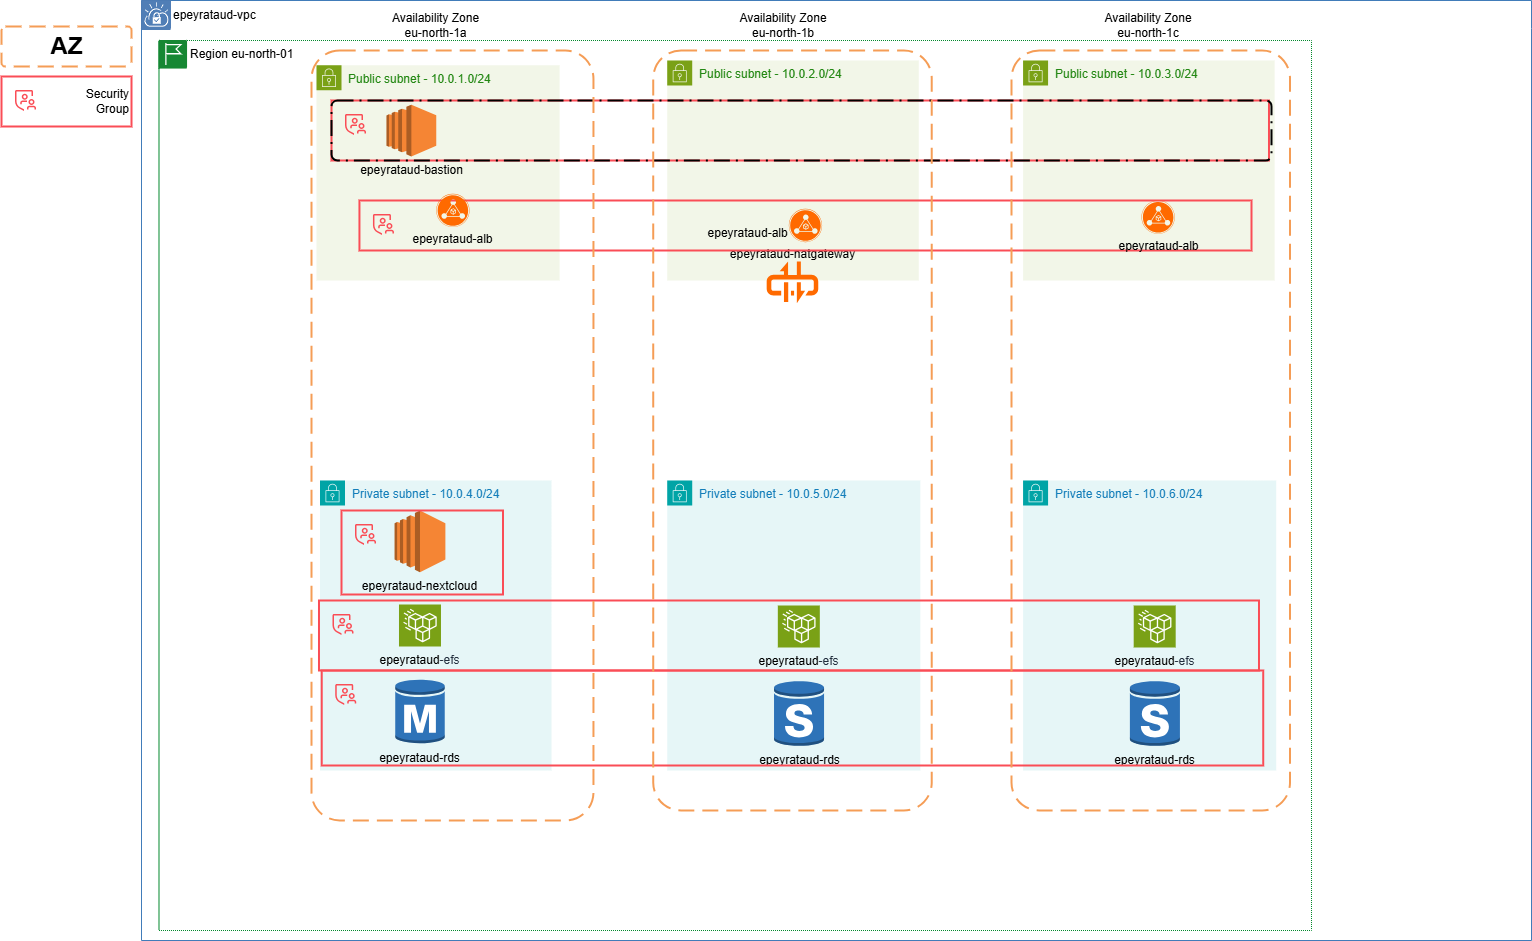 epeyrataud-vpc
Availability Zone
eu-north-1a
Availability Zone
eu-north-1b
Availability Zone
eu-north-1c
AZ
Region eu-north-01
Security
Group
Public subnet - 10.0.1.0/24
Public subnet - 10.0.2.0/24
Public subnet - 10.0.3.0/24
epeyrataud-bastion
epeyrataud-alb
epeyrataud-alb
epeyrataud-alb
epeyrataud-natgateway
Private subnet - 10.0.4.0/24
Private subnet - 10.0.5.0/24
Private subnet - 10.0.6.0/24
epeyrataud-nextcloud
epeyrataud-efs
epeyrataud-efs
epeyrataud-efs
M
S
S
epeyrataud-rds
epeyrataud-rds
epeyrataud-rds